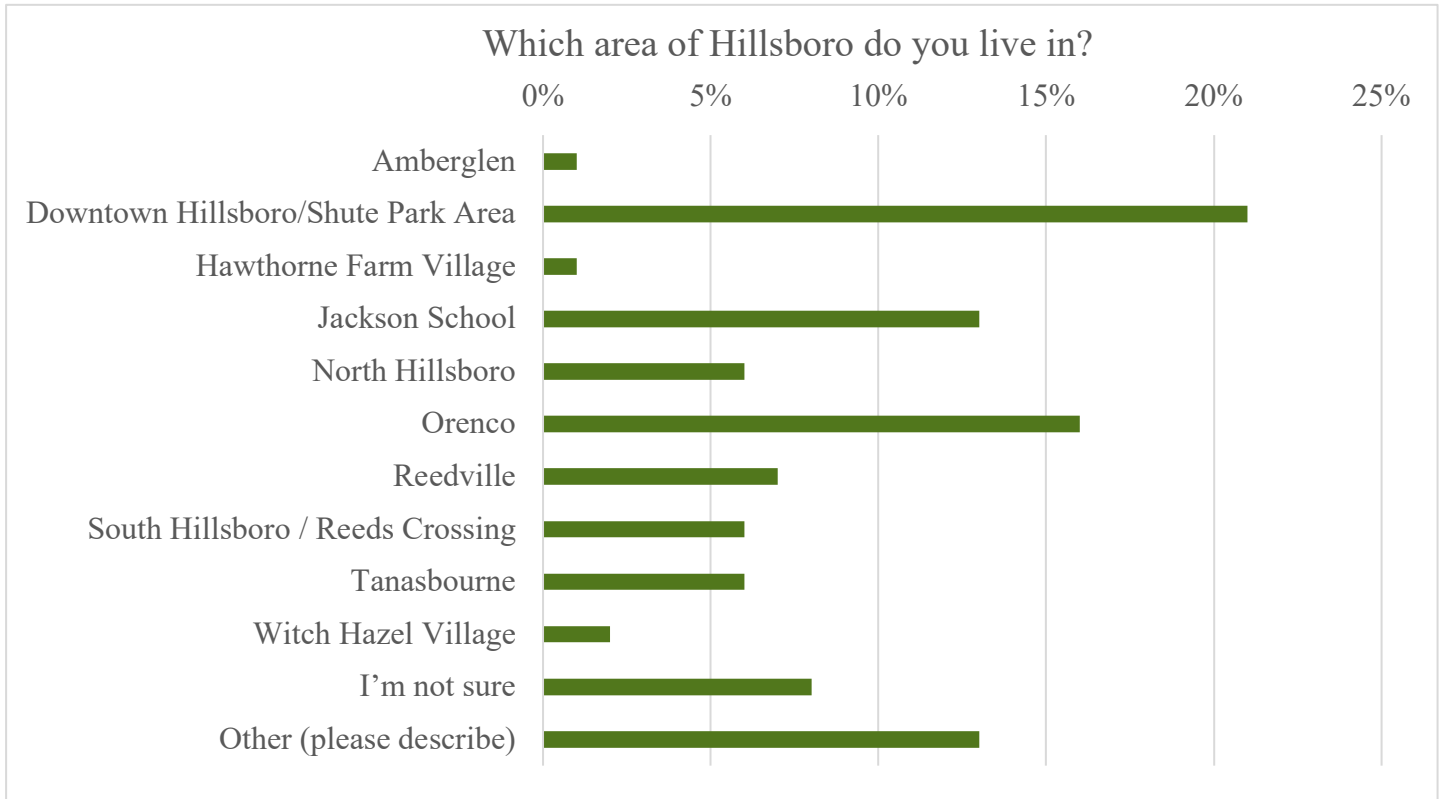 Which area of Hillsboro do you live in?
0% 5% 10% 15% 20% 25%
Amberglen
Downtown Hillsboro/Shute Park Area
Hawthorne Farm Village
Jackson School
North Hillsboro
Orenco
Reedville
South Hillsboro / Reeds Crossing
Tanasbourne
Witch Hazel Village
I’m not sure
Other (please describe)